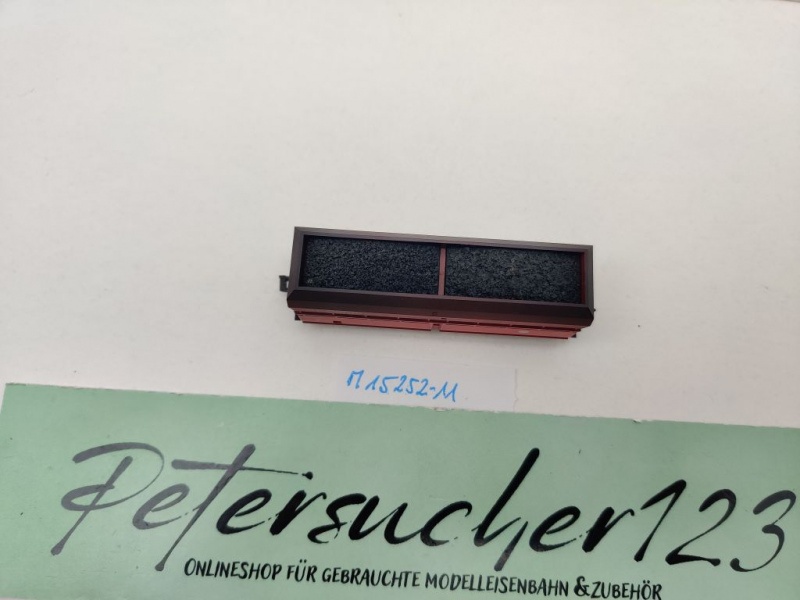 M15252-M
Petersucher123
ONLINESHOP FÜR GEBRAUCHTE MODELLEISENBAHN & ZUBEHÖR